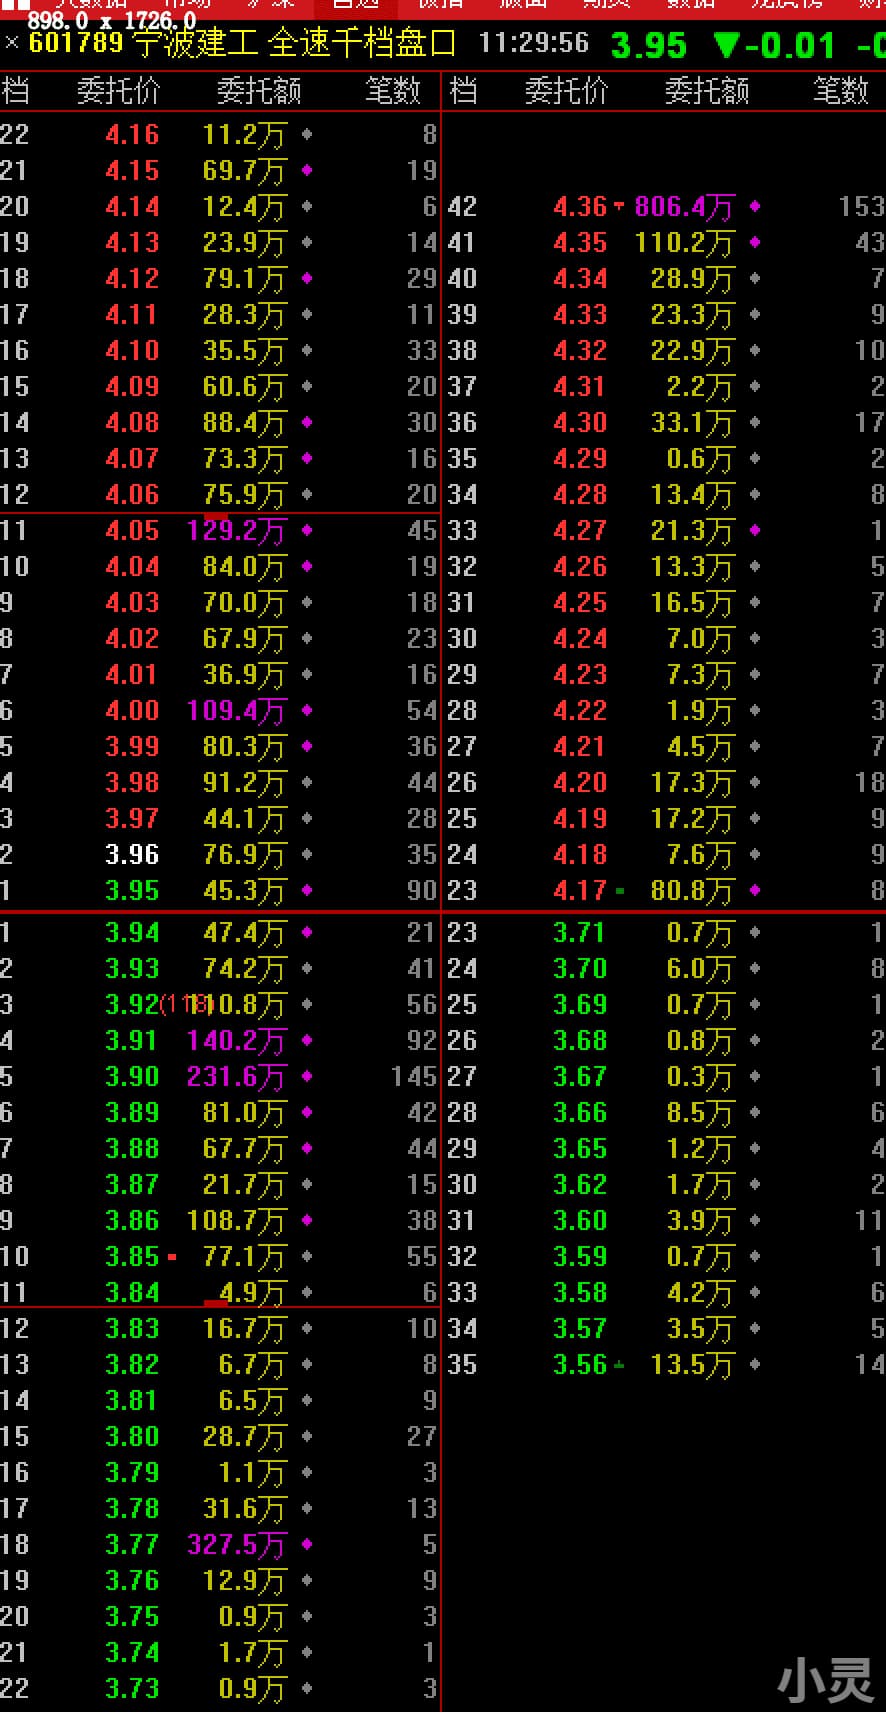 898.0 x 1726.0
× 601789 宁波建工 全速千档盘口 11:29:56 3.95 ▼-0.01
档 委托价 委托额 笔数 档 委托价 委托额 笔数
22 4.16 11.2万 8
21 4.15 69.7万 19
20 4.14 12.4万 6 42 4.36 806.4万 153
19 4.13 23.9万 14 41 4.35 110.2万 43
18 4.12 79.1万 29 40 4.34 28.9万 7
17 4.11 28.3万 11 39 4.33 23.3万 9
16 4.10 35.5万 33 38 4.32 22.9万 10
15 4.09 60.6万 20 37 4.31 2.2万 2
14 4.08 88.4万 30 36 4.30 33.1万 17
13 4.07 73.3万 16 35 4.29 0.6万 2
12 4.06 75.9万 20 34 4.28 13.4万 8
11 4.05 129.2万 45 33 4.27 21.3万 1
10 4.04 84.0万 19 32 4.26 13.3万 5
9 4.03 70.0万 18 31 4.25 16.5万 7
8 4.02 67.9万 23 30 4.24 7.0万 3
7 4.01 36.9万 16 29 4.23 7.3万 7
6 4.00 109.4万 54 28 4.22 1.9万 3
5 3.99 80.3万 36 27 4.21 4.5万 7
4 3.98 91.2万 44 26 4.20 17.3万 18
3 3.97 44.1万 28 25 4.19 17.2万 9
2 3.96 76.9万 35 24 4.18 7.6万 9
1 3.95 45.3万 90 23 4.17 80.8万 8
1 3.94 47.4万 21 23 3.71 0.7万 1
2 3.93 74.2万 41 24 3.70 6.0万 8
3 3.92 110.8万 56 25 3.69 0.7万 1
4 3.91 140.2万 92 26 3.68 0.8万 2
5 3.90 231.6万 145 27 3.67 0.3万 1
6 3.89 81.0万 42 28 3.66 8.5万 6
7 3.88 67.7万 44 29 3.65 1.2万 4
8 3.87 21.7万 15 30 3.62 1.7万 2
9 3.86 108.7万 38 31 3.60 3.9万 11
10 3.85 77.1万 55 32 3.59 0.7万 1
11 3.84 4.9万 6 33 3.58 4.2万 6
12 3.83 16.7万 10 34 3.57 3.5万 5
13 3.82 6.7万 8 35 3.56 13.5万 14
14 3.81 6.5万 9
15 3.80 28.7万 27
16 3.79 1.1万 3
17 3.78 31.6万 13
18 3.77 327.5万 5
19 3.76 12.9万 9
20 3.75 0.9万 3
21 3.74 1.7万 1
22 3.73 0.9万 3
小灵